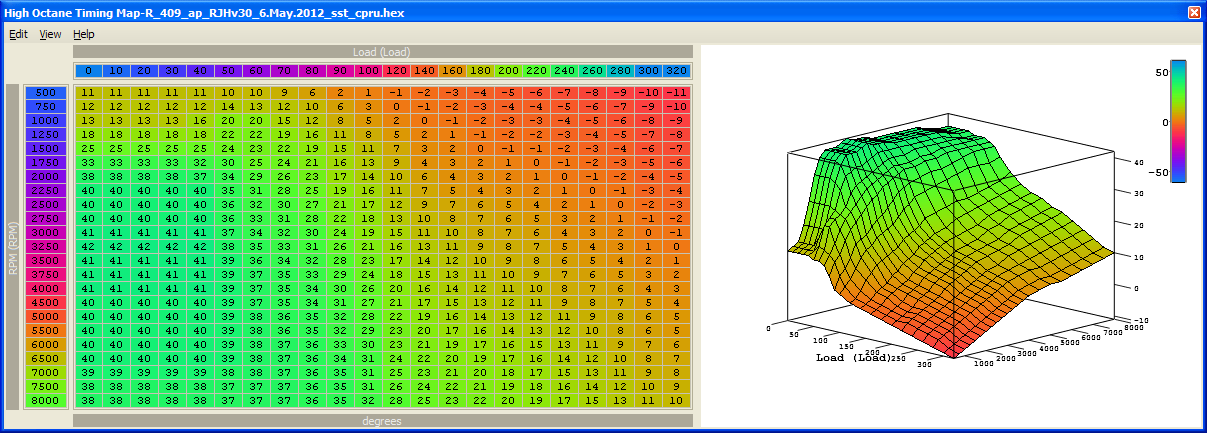 High Octane Timing Map-R_409_ap_RJHv30_6.May.2012_sst_cpru.hex
Edit View Help
Load (Load)
0 10 20 30 40 50 60 70 80 90 100 120 140 160 180 200 220 240 260 280 300 320
RPM (RPM)
500 11 11 11 11 11 10 10 9 6 2 1 -1 -2 -3 -4 -5 -6 -7 -8 -9 -10 -11
750 12 12 12 12 12 14 13 12 10 6 3 0 -1 -2 -3 -4 -5 -6 -7 -8 -9 -10
1000 13 13 13 13 16 20 20 15 12 8 5 2 0 -1 -2 -2 -3 -4 -5 -6 -8 -9
1250 18 18 18 18 18 22 22 19 16 11 8 5 2 1 -1 -2 -2 -3 -4 -5 -7 -8
1500 25 25 25 25 25 24 23 22 19 15 11 7 3 2 0 -1 -1 -2 -3 -4 -6 -7
1750 33 33 33 33 32 30 25 24 21 16 13 9 4 3 2 1 0 -1 -2 -3 -5 -6
2000 38 38 38 38 37 34 29 26 23 17 14 10 6 4 3 2 1 0 -1 -2 -4 -5
2250 40 40 40 40 40 35 31 28 25 19 16 11 7 5 4 3 2 1 0 -1 -3 -4
2500 40 40 40 40 40 36 32 30 27 21 17 12 9 7 6 5 4 2 1 0 -2 -3
2750 40 40 40 40 40 36 33 31 28 22 18 13 10 8 7 6 5 3 2 1 -1 -2
3000 41 41 41 41 41 37 34 32 30 24 19 15 11 10 8 7 6 4 3 2 0 -1
3250 42 42 42 42 42 38 35 33 31 26 21 16 13 11 9 8 7 5 4 3 1 0
3500 41 41 41 41 41 39 36 34 32 28 23 17 14 12 10 9 8 6 5 4 2 1
3750 41 41 41 41 41 39 37 35 33 29 24 18 15 13 11 10 9 7 6 5 3 2
4000 41 41 41 41 41 39 37 35 34 30 26 20 16 14 12 11 10 8 7 6 4 3
4500 40 40 40 40 40 39 37 35 34 31 27 21 17 15 13 12 11 9 8 7 5 4
5000 40 40 40 40 40 39 38 36 35 32 28 22 19 16 14 13 12 11 9 8 6 5
5500 40 40 40 40 40 39 38 36 35 32 29 23 20 17 16 14 13 12 10 8 6 5
6000 40 40 40 40 40 39 38 36 35 33 30 23 21 19 17 16 15 13 11 9 7 6
6500 40 40 40 40 40 39 38 37 36 34 31 24 22 20 19 17 16 14 12 10 8 7
7000 39 39 39 39 39 38 38 37 36 35 31 25 23 21 20 18 17 15 13 11 9 8
7500 38 38 38 38 38 37 37 37 36 35 31 26 24 22 21 19 18 16 14 12 10 9
8000 38 38 38 38 38 37 37 37 36 35 32 28 25 23 22 20 19 17 15 13 11 10
degrees
50
0
-50
40
30
20
10
0
-10
0 50 100 150 200 250 300
Load (Load)
1000 2000 3000 4000 5000 6000 7000 8000